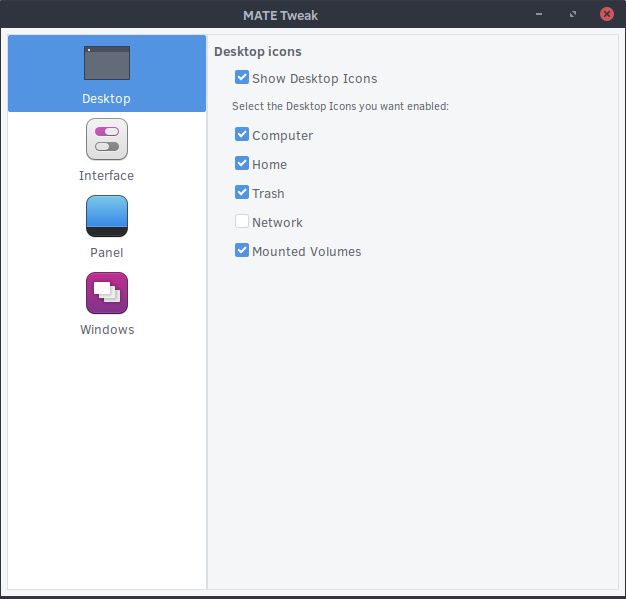 MATE Tweak
Desktop
Interface
Panel
Windows
Desktop icons
Show Desktop Icons
Select the Desktop Icons you want enabled:
Computer
Home
Trash
Network
Mounted Volumes